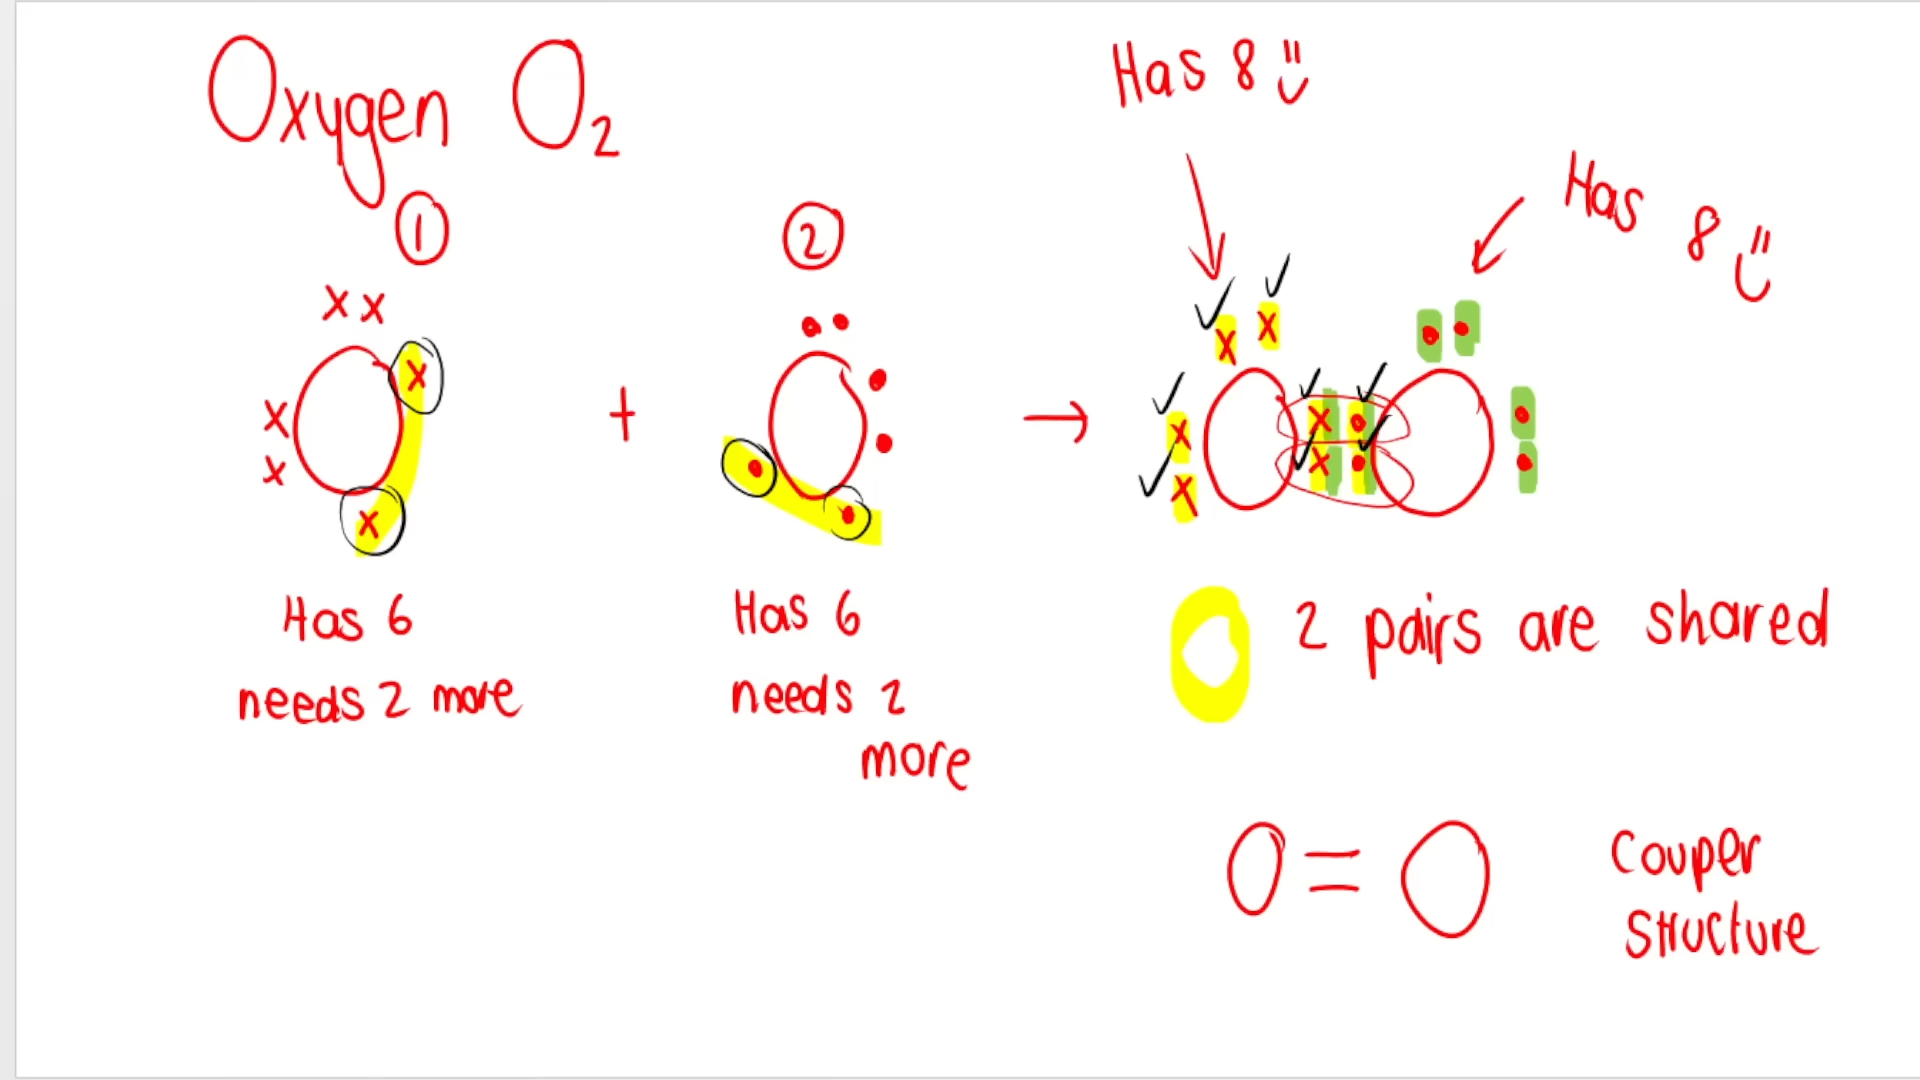 Oxygen O2
Has 8
Has 8
1
2
x x
x
x
x
x
+
→
x x
x
x
x
x
O
O
O
O
Has 6
needs 2 more
Has 6
needs 2
more
2 pairs are shared
O = O
Couper
structure